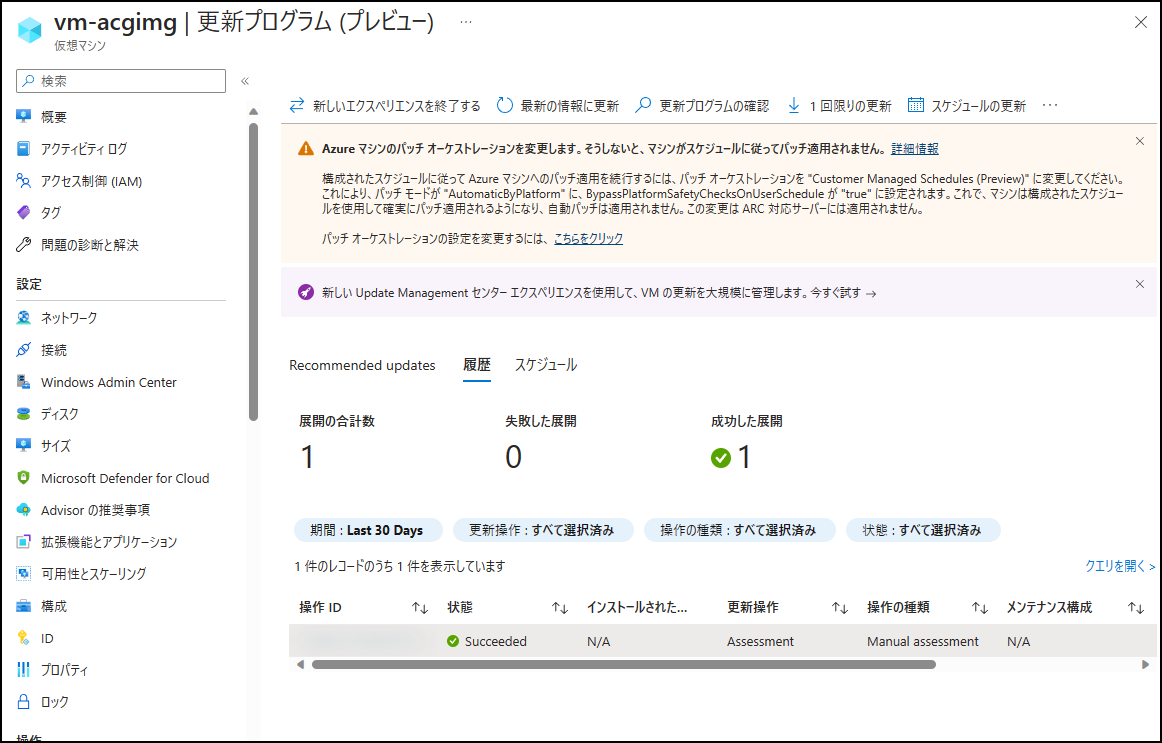 vm-acgimg | 更新プログラム (プレビュー) ...
仮想マシン
検索
«
概要
アクティビティ ログ
アクセス制御 (IAM)
タグ
問題の診断と解決
設定
ネットワーク
接続
Windows Admin Center
ディスク
サイズ
Microsoft Defender for Cloud
Advisor の推奨事項
拡張機能とアプリケーション
可用性とスケーリング
構成
ID
プロパティ
ロック
操作
新しいエクスペリエンスを終了する 最新の情報に更新 更新プログラムの確認 1 回限りの更新 スケジュールの更新 ...
Azure マシンのパッチ オーケストレーションを変更します。そうしないと、マシンがスケジュールに従ってパッチ適用されません。 詳細情報
構成されたスケジュールに従って Azure マシンへのパッチ適用を続行するには、パッチ オーケストレーションを "Customer Managed Schedules (Preview)" に変更してください。
これにより、パッチ モードが "AutomaticByPlatform" に、BypassPlatformSafetyChecksOnUserSchedule が "true" に設定されます。これで、マシンは構成されたスケジュー
ルを使用して確実にパッチ適用されるようになり、自動パッチは適用されません。この変更は ARC 対応サーバーには適用されません。
パッチ オーケストレーションの設定を変更するには、こちらをクリック
新しい Update Management センター エクスペリエンスを使用して、VM の更新を大規模に管理します。今すぐ試す →
Recommended updates 履歴 スケジュール
展開の合計数 失敗した展開 成功した展開
1 0 1
期間 : Last 30 Days 更新操作 : すべて選択済み 操作の種類 : すべて選択済み 状態 : すべて選択済み
1 件のレコードのうち 1 件を表示しています クエリを開く >
操作 ID ↑↓ 状態 ↑↓ インストールされた... 更新操作 ↑↓ 操作の種類 ↑↓ メンテナンス構成 ↑↓
Succeeded N/A Assessment Manual assessment N/A